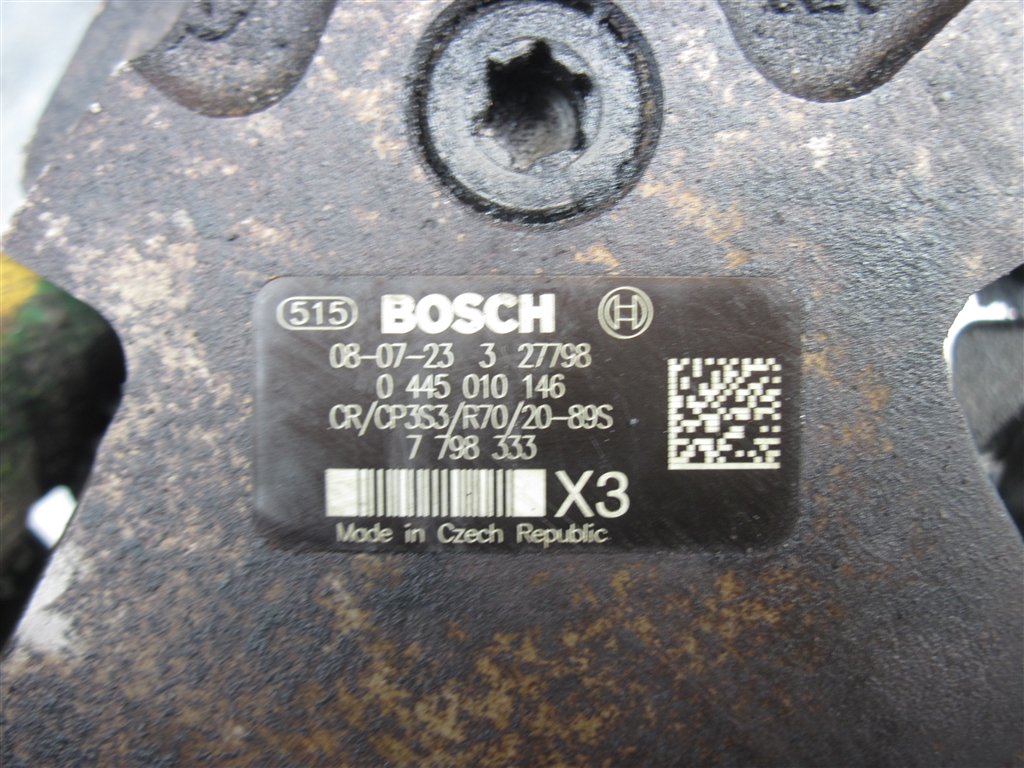 515 BOSCH H
08-07-23 3 27798
0 445 010 146
CR/CP3S3/R70/20-89S
7 798 333
X3
Made in Czech Republic